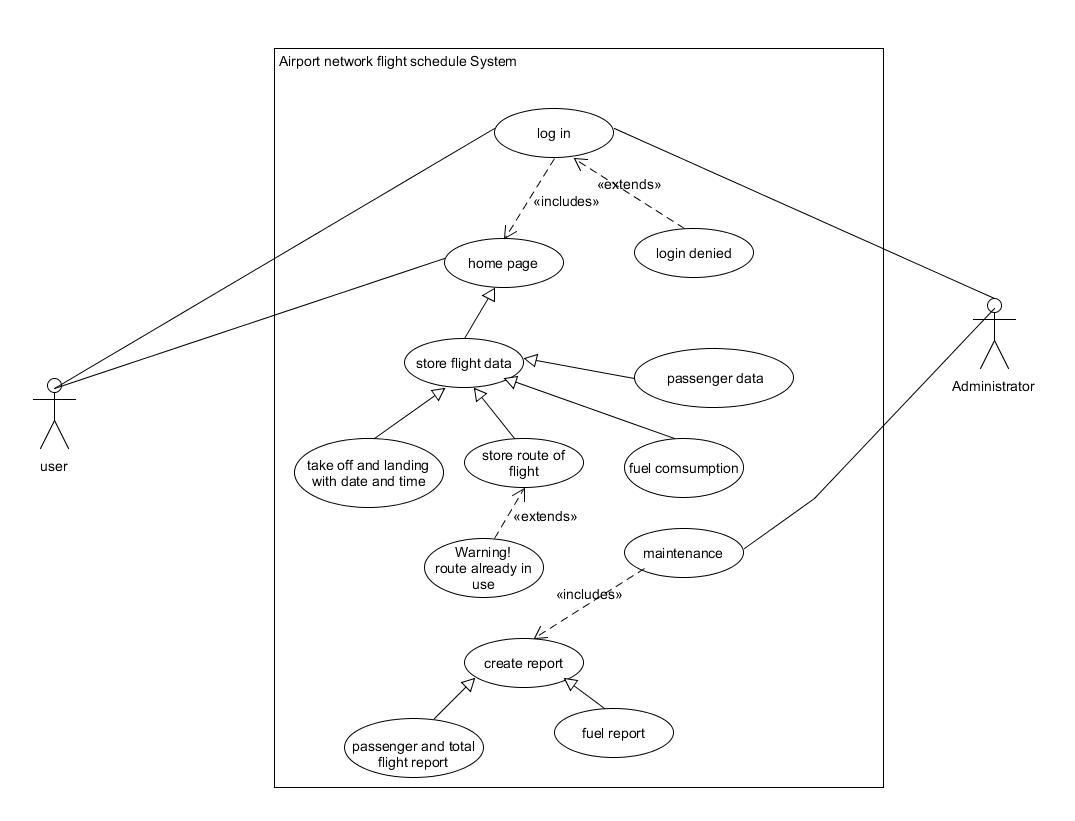 Airport network flight schedule System
log in
«extends»
«includes»
login denied
home page
store flight data
passenger data
user
Administrator
take off and landing
with date and time
store route of
flight
fuel comsumption
«extends»
Warning!
route already in
use
maintenance
«includes»
create report
passenger and total
flight report
fuel report